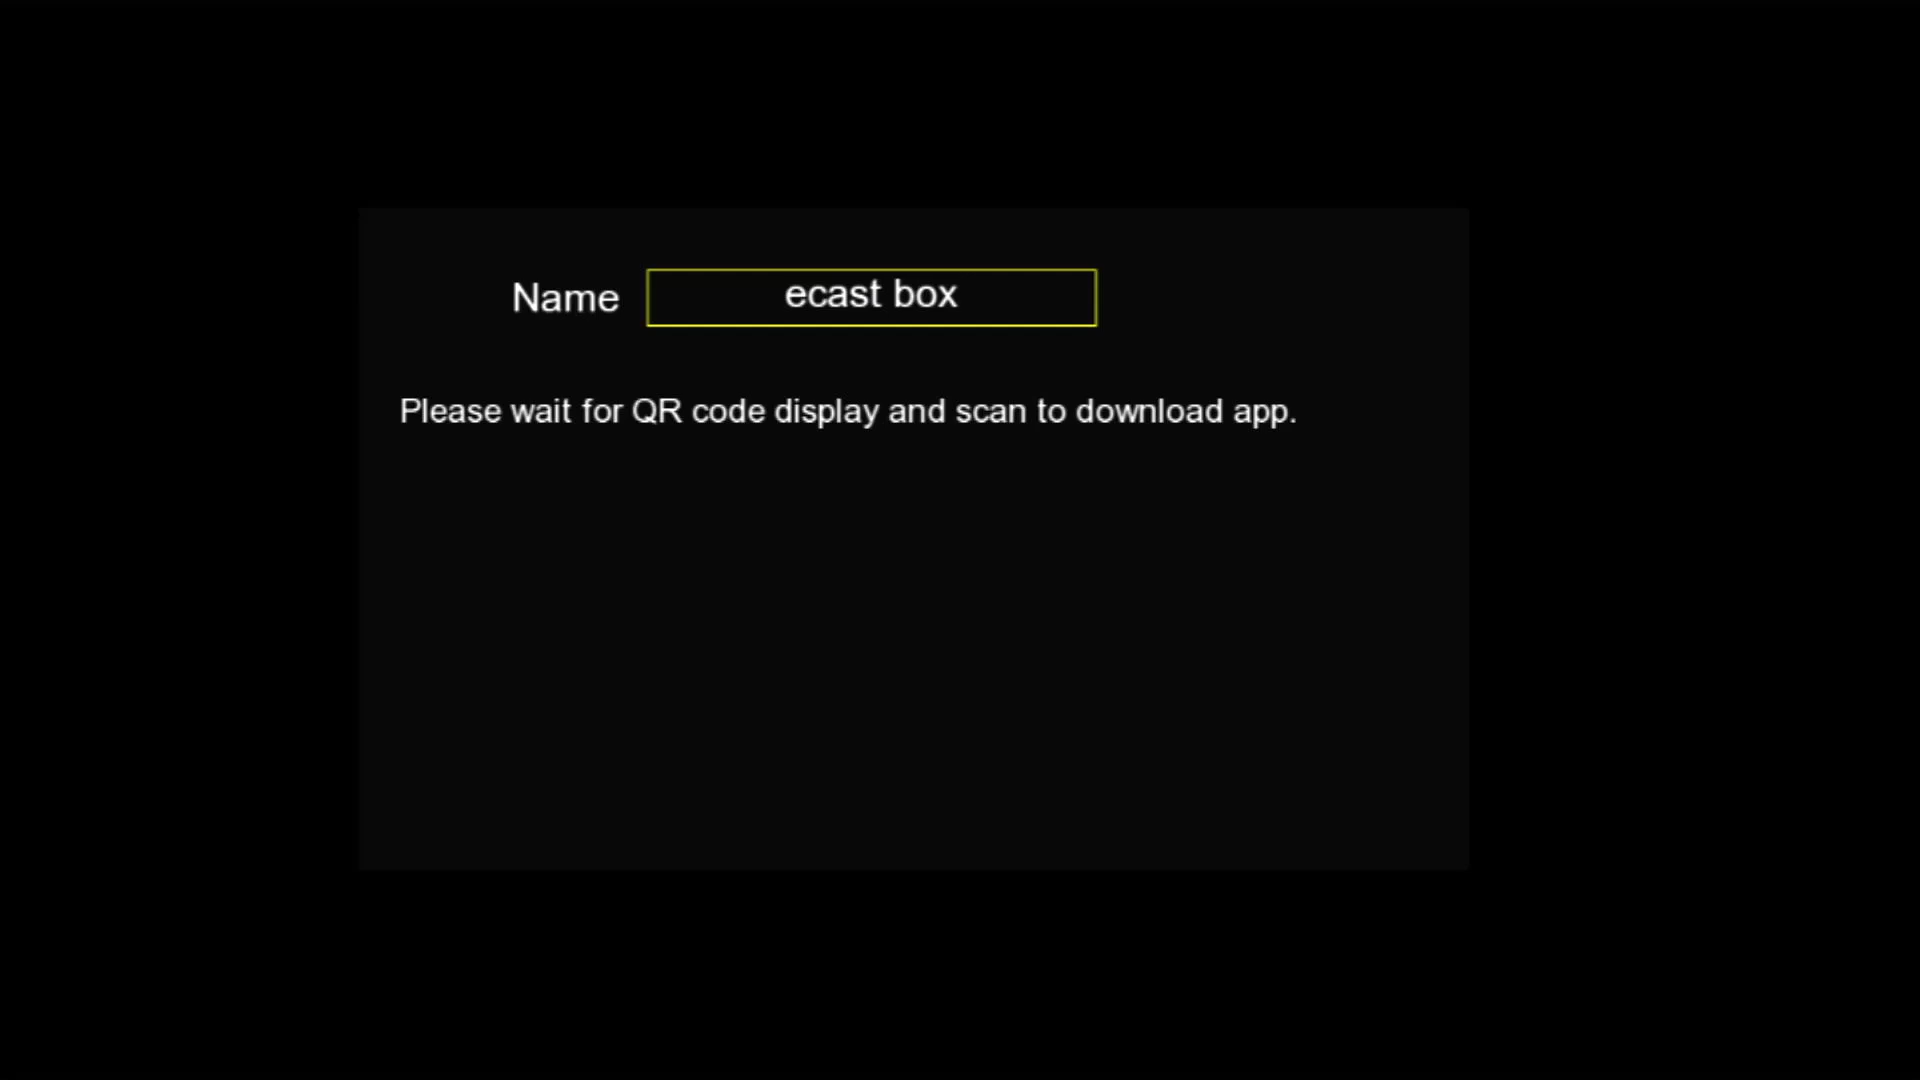 Name ecast box
Please wait for QR code display and scan to download app.